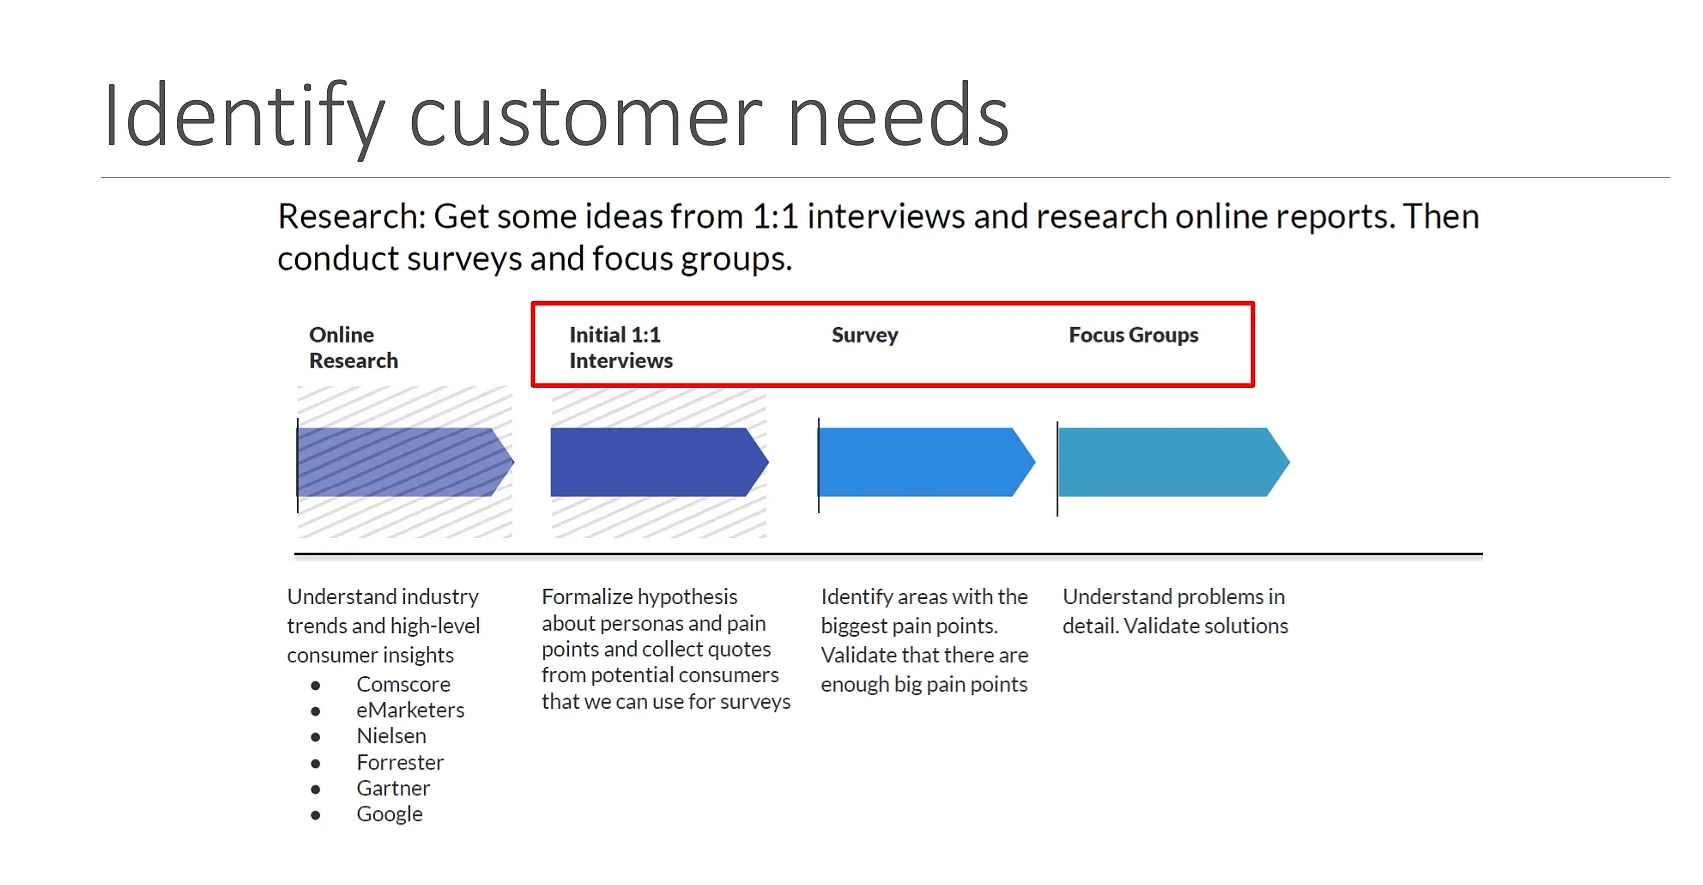 Identify customer needs
Research: Get some ideas from 1:1 interviews and research online reports. Then
conduct surveys and focus groups.
Online
Research
Initial 1:1
Interviews
Survey
Focus Groups
Understand industry
trends and high-level
consumer insights
● Comscore
● eMarketers
● Nielsen
● Forrester
● Gartner
● Google
Formalize hypothesis
about personas and pain
points and collect quotes
from potential consumers
that we can use for surveys
Identify areas with the
biggest pain points.
Validate that there are
enough big pain points
Understand problems in
detail. Validate solutions